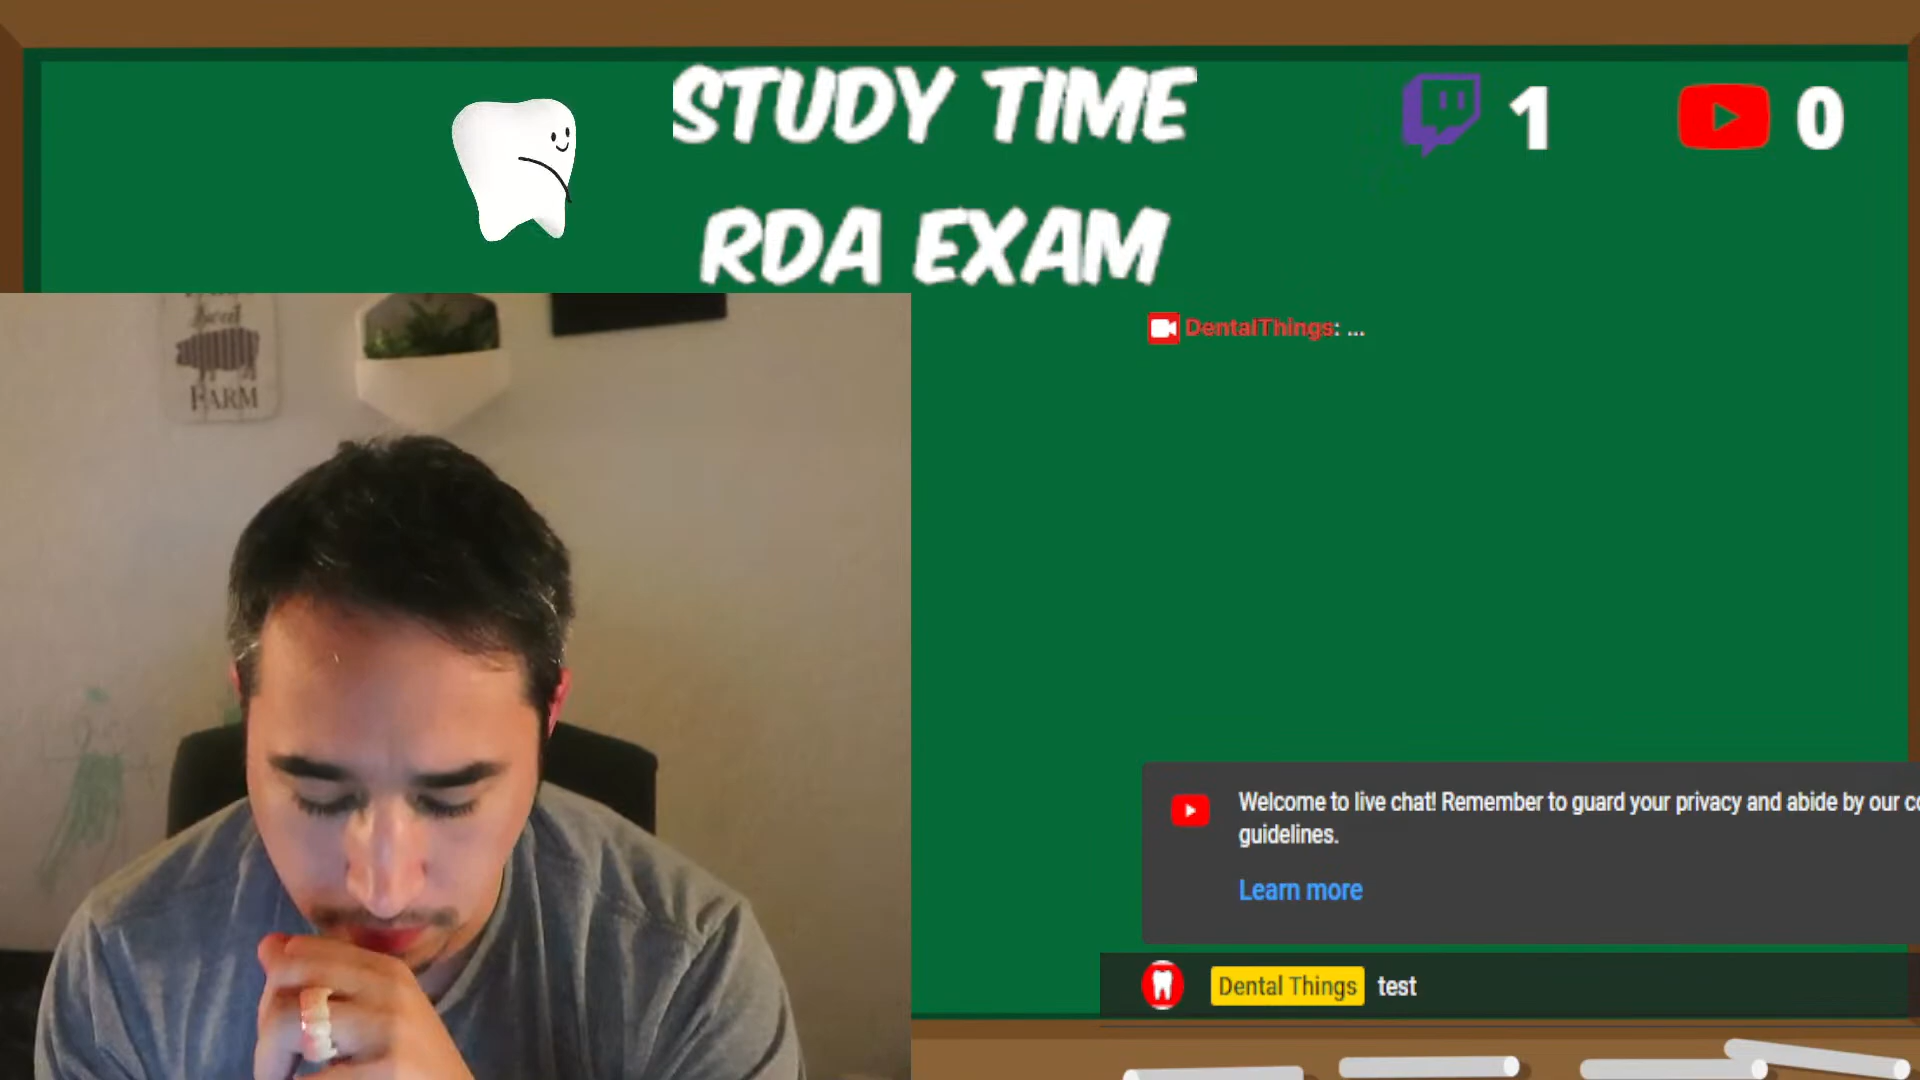 STUDY TIME
RDA EXAM
1
0
FARM
DentalThings: ...
Welcome to live chat! Remember to guard your privacy and abide by our
guidelines.
Learn more
Dental Things test